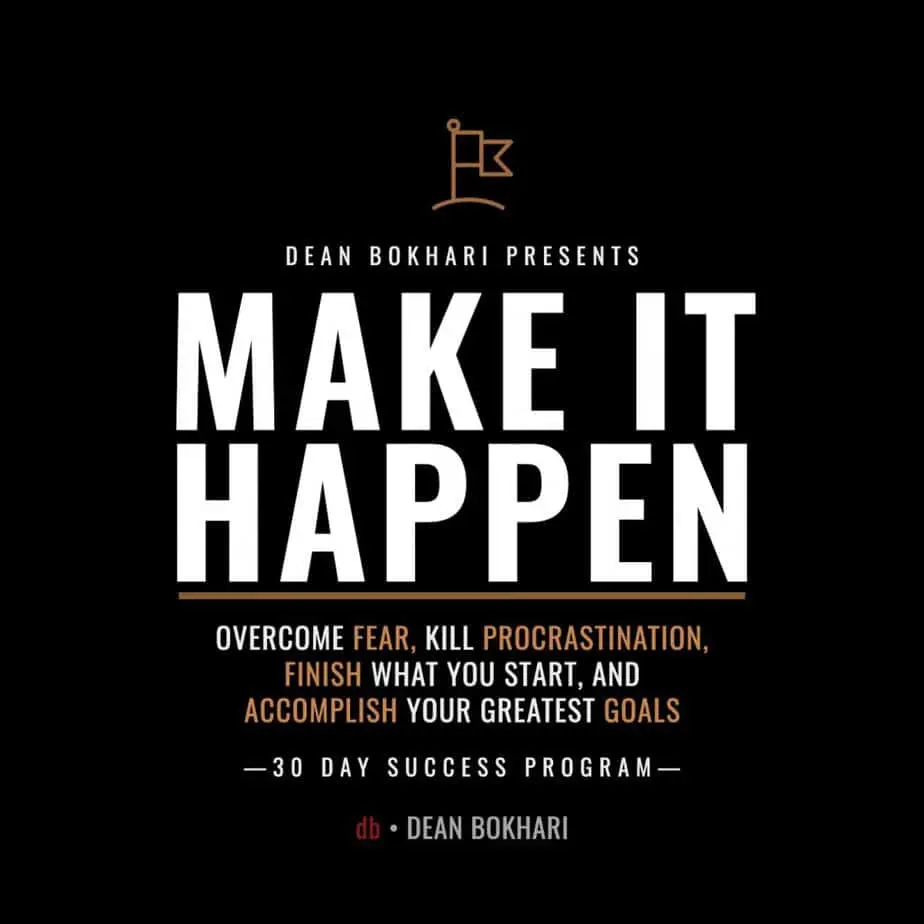 DEAN BOKHARI PRESENTS
MAKE IT
HAPPEN
OVERCOME FEAR, KILL PROCRASTINATION,
FINISH WHAT YOU START, AND
ACCOMPLISH YOUR GREATEST GOALS
—30 DAY SUCCESS PROGRAM—
db • DEAN BOKHARI